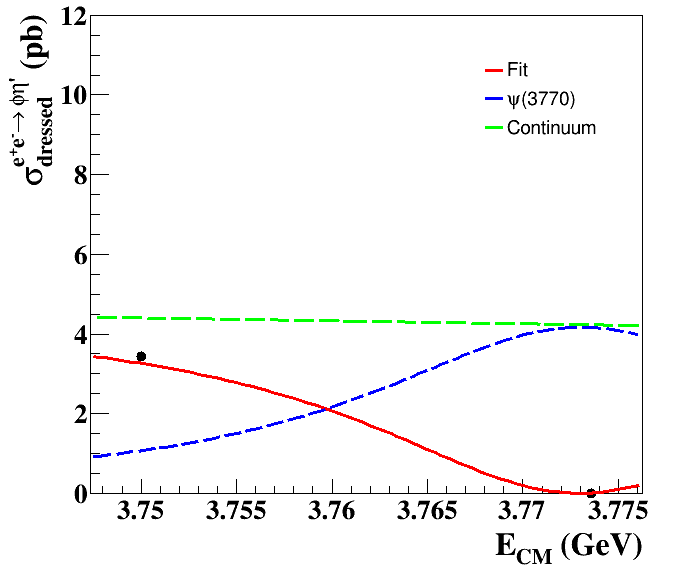 σ dressed e⁺e⁻→ φη' (pb)
12
10
8
6
4
2
0
Fit
ψ(3770)
Continuum
3.75 3.755 3.76 3.765 3.77 3.775
E_CM (GeV)